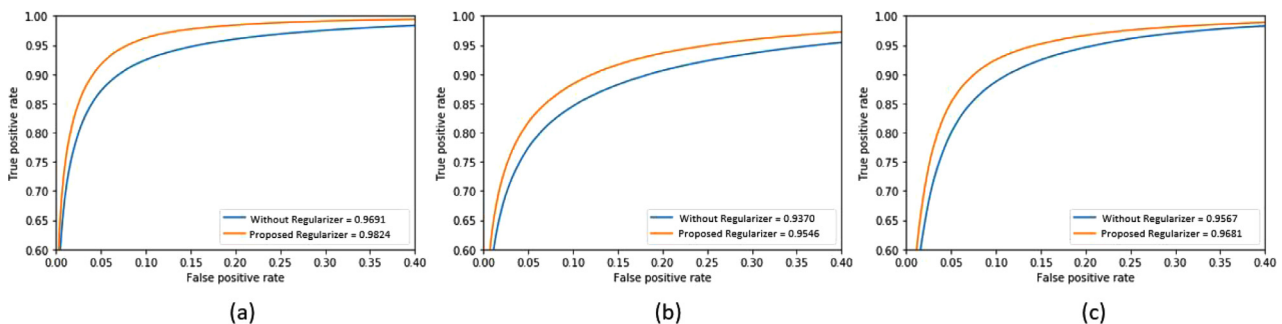 True positive rate
1.00
0.95
0.90
0.85
0.80
0.75
0.70
0.65
0.60
Without Regularizer = 0.9691
Proposed Regularizer = 0.9824
0.00 0.05 0.10 0.15 0.20 0.25 0.30 0.35 0.40
False positive rate
(a)
True positive rate
1.00
0.95
0.90
0.85
0.80
0.75
0.70
0.65
0.60
Without Regularizer = 0.9370
Proposed Regularizer = 0.9546
0.00 0.05 0.10 0.15 0.20 0.25 0.30 0.35 0.40
False positive rate
(b)
True positive rate
1.00
0.95
0.90
0.85
0.80
0.75
0.70
0.65
0.60
Without Regularizer = 0.9567
Proposed Regularizer = 0.9681
0.00 0.05 0.10 0.15 0.20 0.25 0.30 0.35 0.40
False positive rate
(c)